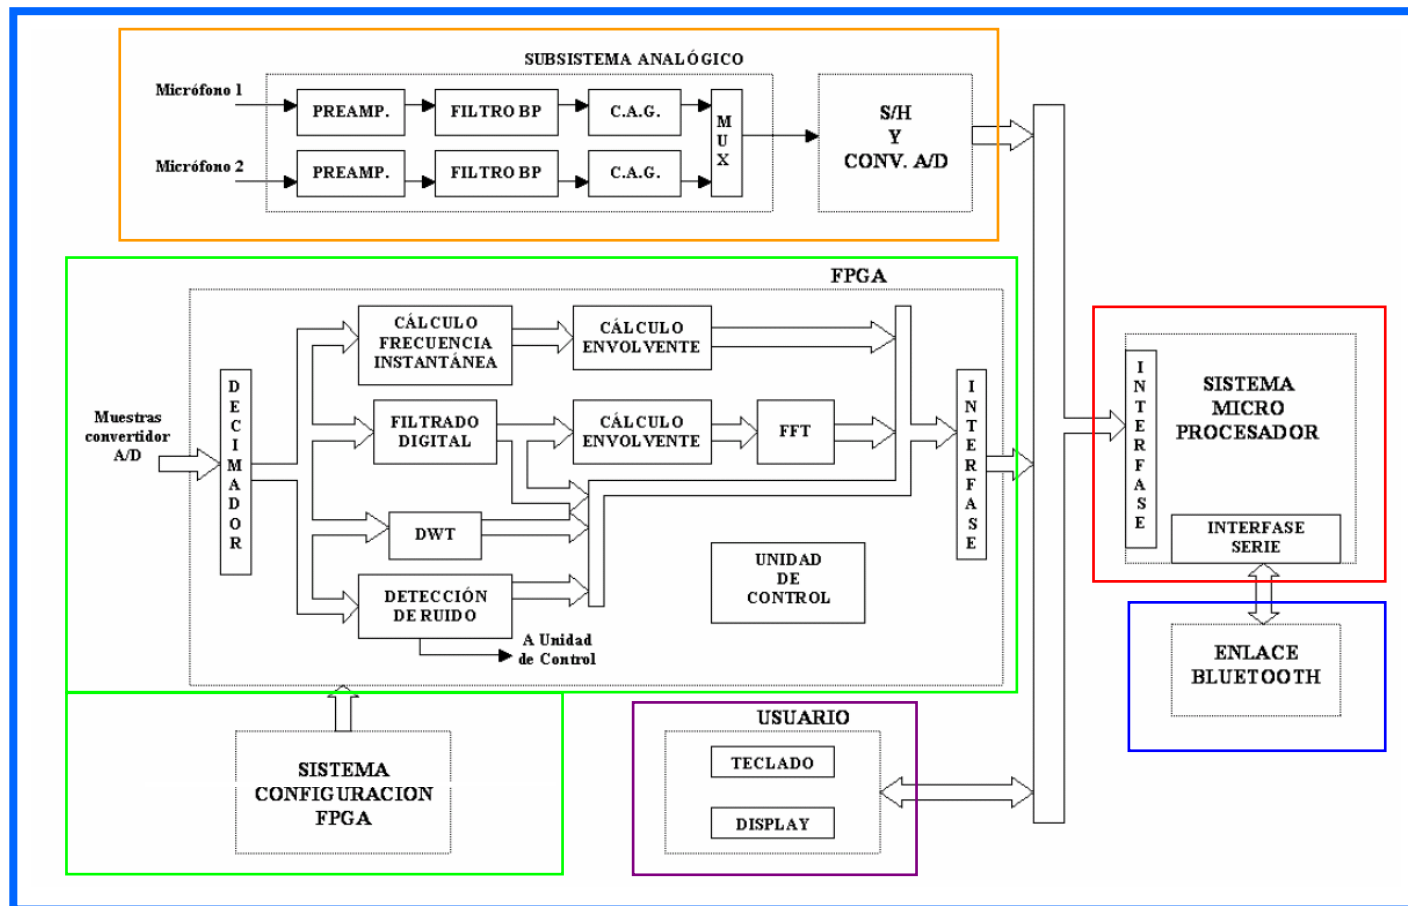 SUBSISTEMA ANALÓGICO
Micrófono 1
PREAMP.
FILTRO BP
C.A.G.
M
U
X
S/H
Y
CONV. A/D
Micrófono 2
PREAMP.
FILTRO BP
C.A.G.
FPGA
Muestras
convertidor
A/D
D
E
C
I
M
A
D
O
R
CÁLCULO
FRECUENCIA
INSTANTÁNEA
CÁLCULO
ENVOLVENTE
FILTRADO
DIGITAL
CÁLCULO
ENVOLVENTE
FFT
DWT
DETECCIÓN
DE RUIDO
A Unidad
de Control
UNIDAD
DE
CONTROL
I
N
T
E
R
F
A
S
E
I
N
T
E
R
F
A
S
E
SISTEMA
MICRO
PROCESADOR
INTERFASE
SERIE
ENLACE
BLUETOOTH
SISTEMA
CONFIGURACION
FPGA
USUARIO
TECLADO
DISPLAY